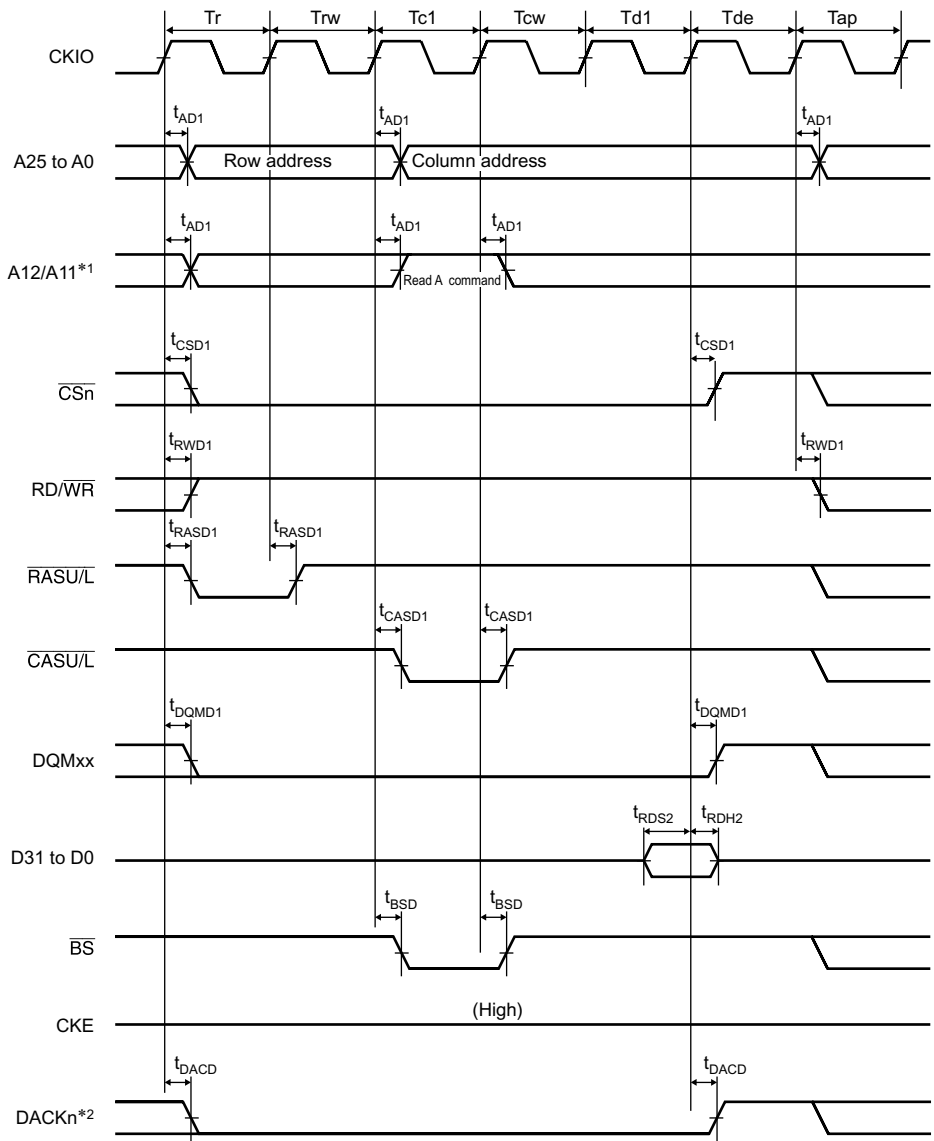 Tr Trw Tc1 Tcw Td1 Tde Tap
CKIO
tAD1 tAD1 tAD1
A25 to A0 Row address Column address
tAD1 tAD1 tAD1
A12/A11*1 Read A command
tCSD1 tCSD1
CSn
tRWD1 tRWD1
RD/WR
tRASD1 tRASD1
RASU/L
tCASD1 tCASD1
CASU/L
tDQMD1 tDQMD1
DQMxx
tRDS2 tRDH2
D31 to D0
tBSD tBSD
BS
(High)
CKE
tDACD tDACD
DACKn*2